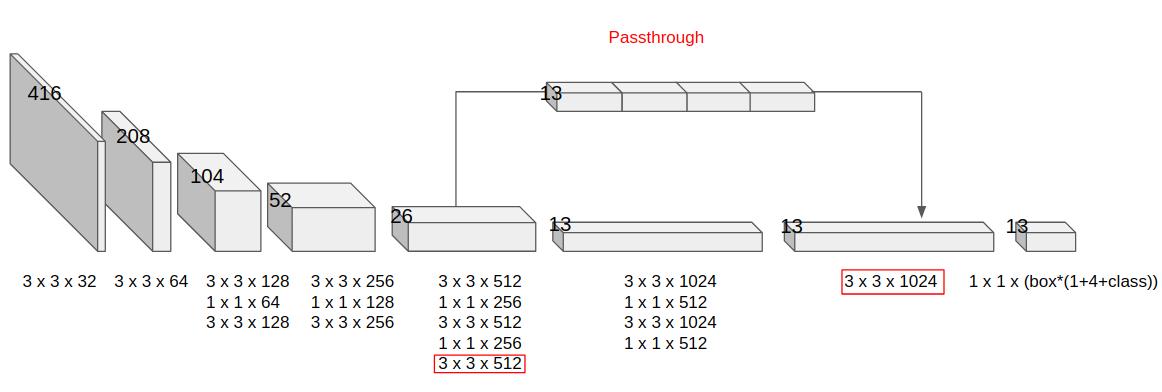 Passthrough
416
208
104
52
26
13
13
13
13
3 x 3 x 32
3 x 3 x 64
3 x 3 x 128
1 x 1 x 64
3 x 3 x 128
3 x 3 x 256
1 x 1 x 128
3 x 3 x 256
3 x 3 x 512
1 x 1 x 256
3 x 3 x 512
1 x 1 x 256
3 x 3 x 512
3 x 3 x 1024
1 x 1 x 512
3 x 3 x 1024
1 x 1 x 512
3 x 3 x 1024
1 x 1 x (box*(1+4+class))